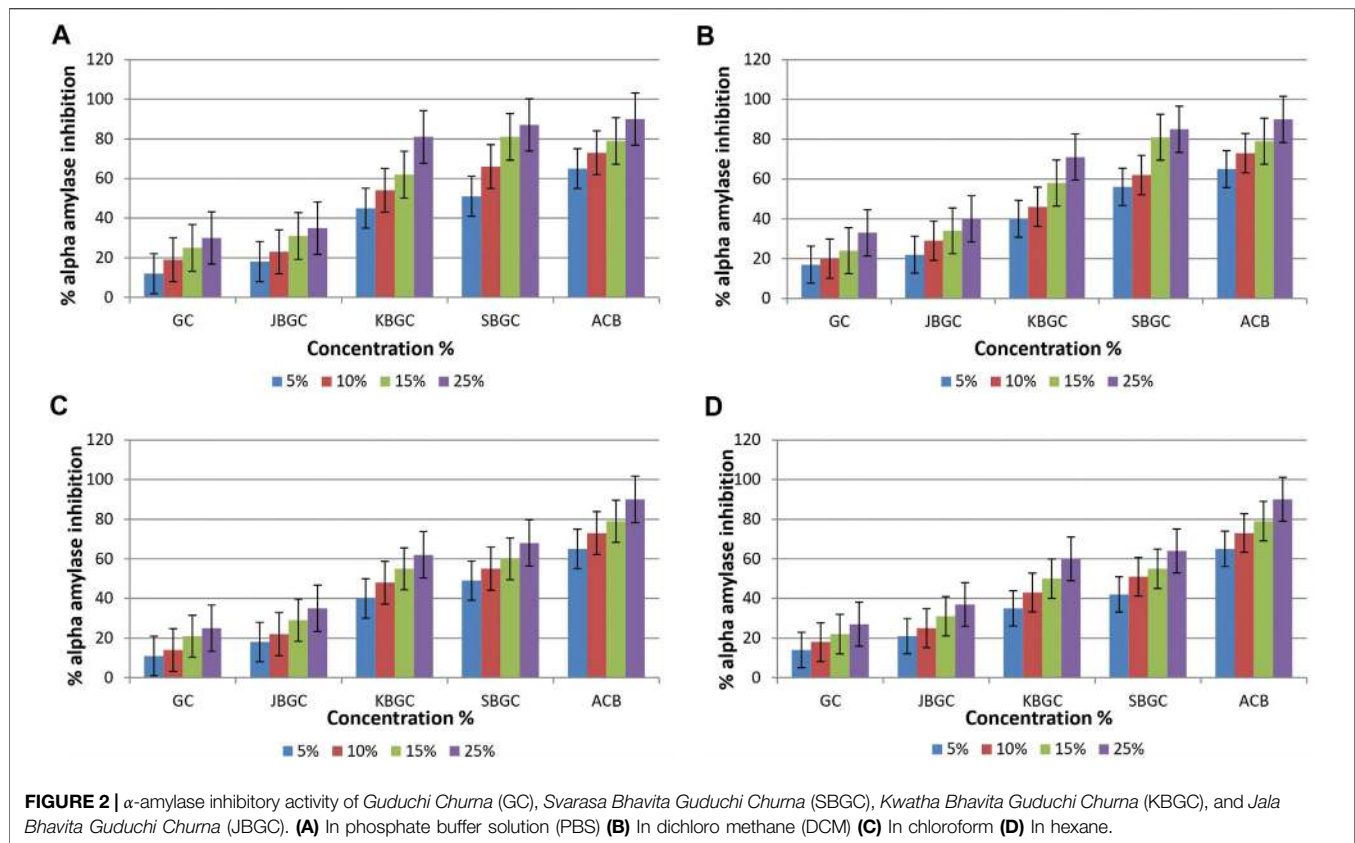 A
% alpha amylase inhibition
120
100
80
60
40
20
0
GC JBGC KBGC SBGC ACB
Concentration %
5% 10% 15% 25%
B
% alpha amylase inhibition
120
100
80
60
40
20
0
GC JBGC KBGC SBGC ACB
Concentration %
5% 10% 15% 25%
C
% alpha amylase inhibition
120
100
80
60
40
20
0
GC JBGC KBGC SBGC ACB
Concentration %
5% 10% 15% 25%
D
% alpha amylase inhibition
120
100
80
60
40
20
0
GC JBGC KBGC SBGC ACB
Concentration %
5% 10% 15% 25%
FIGURE 2 | α-amylase inhibitory activity of Guduchi Churna (GC), Svarasa Bhavita Guduchi Churna (SBGC), Kwatha Bhavita Guduchi Churna (KBGC), and Jala
Bhavita Guduchi Churna (JBGC). (A) In phosphate buffer solution (PBS) (B) In dichloro methane (DCM) (C) In chloroform (D) In hexane.